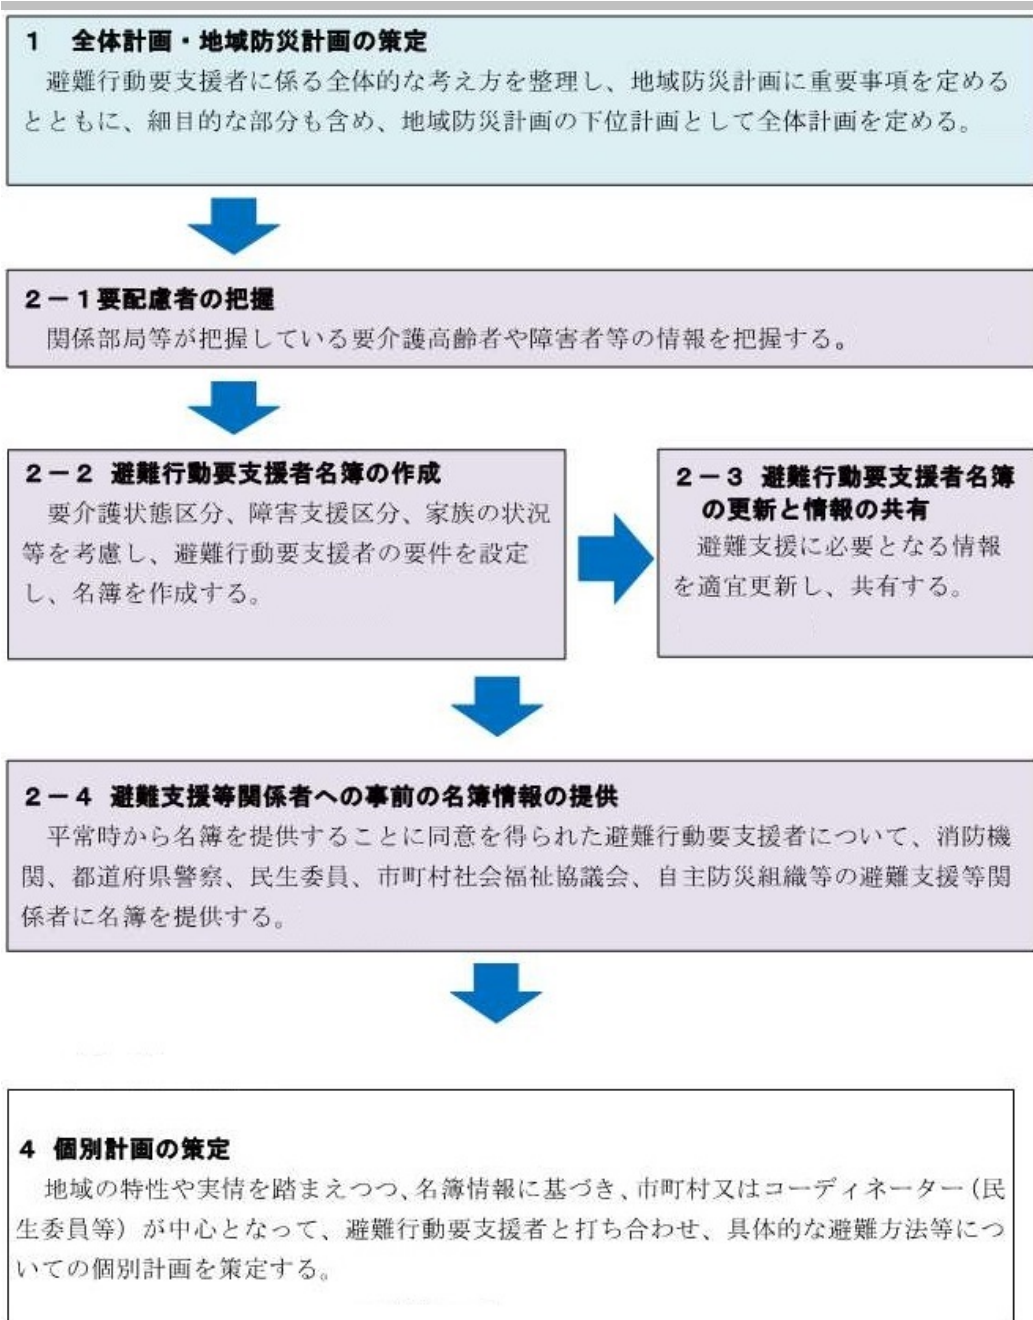 1　全体計画・地域防災計画の策定
避難行動要支援者に係る全体的な考え方を整理し、地域防災計画に重要事項を定める
とともに、細目的な部分も含め、地域防災計画の下位計画として全体計画を定める。
2－1要配慮者の把握
関係部局等が把握している要介護高齢者や障害者等の情報を把握する。
2－2 避難行動要支援者名簿の作成
要介護状態区分、障害支援区分、家族の状況
等を考慮し、避難行動要支援者の要件を設定
し、名簿を作成する。
2－3 避難行動要支援者名簿
の更新と情報の共有
避難支援に必要となる情報
を適宜更新し、共有する。
2－4 避難支援等関係者への事前の名簿情報の提供
平常時から名簿を提供することに同意を得られた避難行動要支援者について、消防機
関、都道府県警察、民生委員、市町村社会福祉協議会、自主防災組織等の避難支援等関
係者に名簿を提供する。
4 個別計画の策定
地域の特性や実情を踏まえつつ、名簿情報に基づき、市町村又はコーディネーター（民
生委員等）が中心となって、避難行動要支援者と打ち合わせ、具体的な避難方法等につ
いての個別計画を策定する。